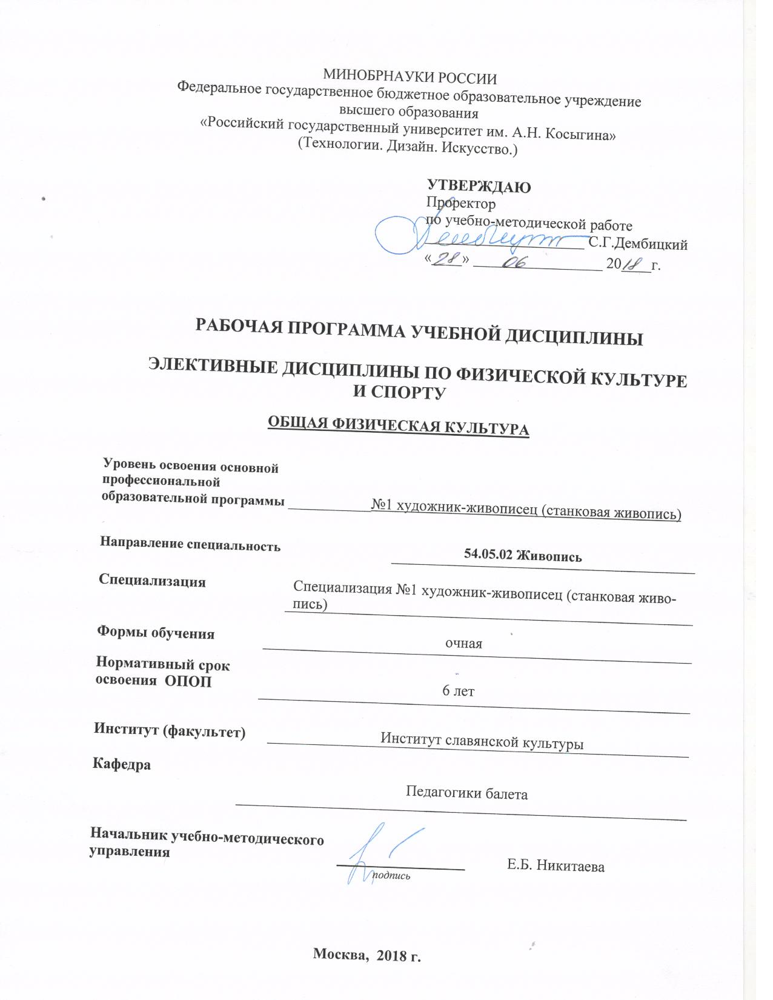 МИНОБРНАУКИ РОССИИ
Федеральное государственное бюджетное образовательное учреждение
высшего образования
«Российский государственный университет им. А.Н. Косыгина»
(Технологии. Дизайн. Искусство.)
УТВЕРЖДАЮ
Проректор
по учебно-методической работе
С.Г.Дембицкий
«28» 06 2018 г.
РАБОЧАЯ ПРОГРАММА УЧЕБНОЙ ДИСЦИПЛИНЫ
ЭЛЕКТИВНЫЕ ДИСЦИПЛИНЫ ПО ФИЗИЧЕСКОЙ КУЛЬТУРЕ
И СПОРТУ
ОБЩАЯ ФИЗИЧЕСКАЯ КУЛЬТУРА
Уровень освоения основной
профессиональной
образовательной программы №1 художник-живописец (станковая живопись)
Направление специальность 54.05.02 Живопись
Специализация Специализация №1 художник-живописец (станковая живо-
пись)
Формы обучения очная
Нормативный срок
освоения ОПОП 6 лет
Институт (факультет) Институт славянской культуры
Кафедра
Педагогики балета
Начальник учебно-методического
управления Е.Б. Никитаева
подпись
Москва, 2018 г.